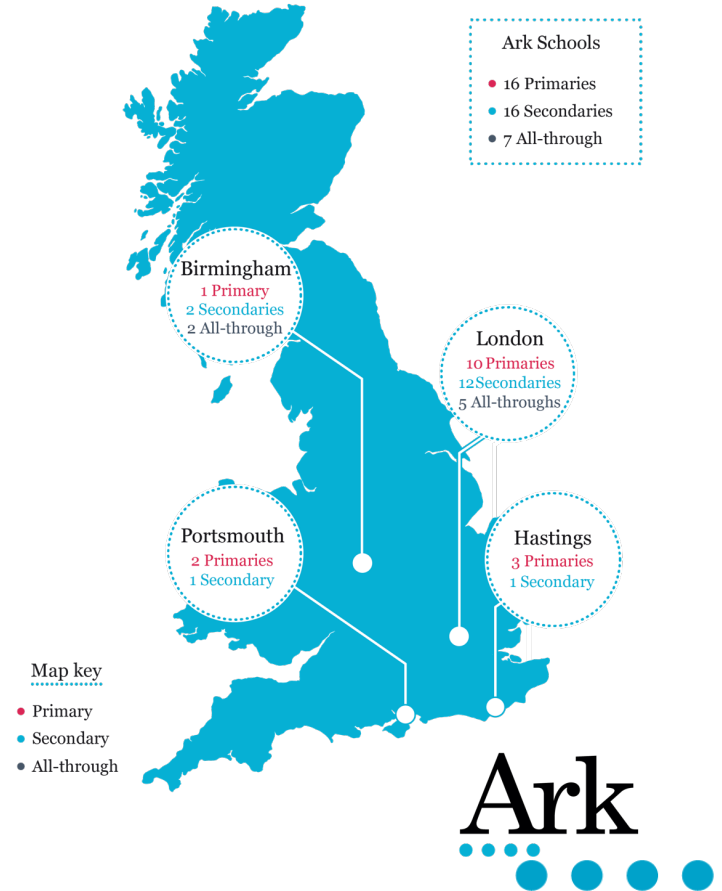 Ark Schools
16 Primaries
16 Secondaries
7 All-through
Birmingham
1 Primary
2 Secondaries
2 All-through
London
10 Primaries
12 Secondaries
5 All-throughs
Portsmouth
2 Primaries
1 Secondary
Hastings
3 Primaries
1 Secondary
Map key
Primary
Secondary
All-through
Ark